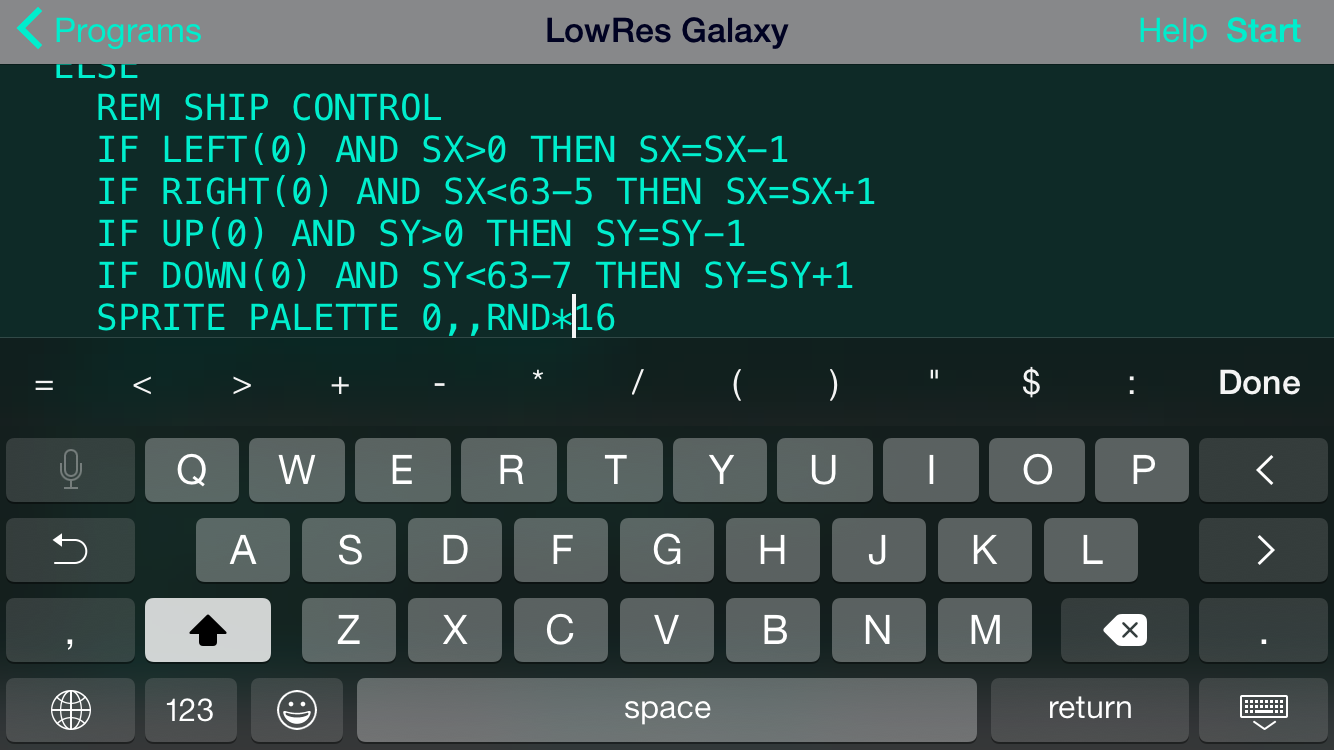 Programs LowRes Galaxy Help Start
ELSE
REM SHIP CONTROL
IF LEFT(0) AND SX>0 THEN SX=SX-1
IF RIGHT(0) AND SX<63-5 THEN SX=SX+1
IF UP(0) AND SY>0 THEN SY=SY-1
IF DOWN(0) AND SY<63-7 THEN SY=SY+1
SPRITE PALETTE 0,,RND*16
= < > + - * / ( ) " $ : Done
Q W E R T Y U I O P <
A S D F G H J K L >
, Z X C V B N M .
123 space return